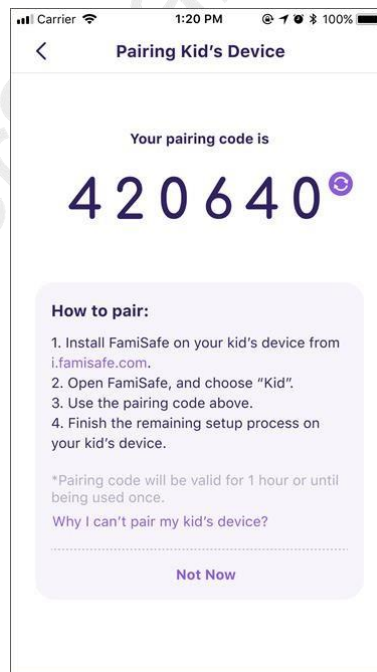 Carrier 1:20 PM 100%
Pairing Kid's Device
Your pairing code is
420640
How to pair:
1. Install FamiSafe on your kid's device from
i.famisafe.com.
2. Open FamiSafe, and choose "Kid".
3. Use the pairing code above.
4. Finish the remaining setup process on
your kid's device.
*Pairing code will be valid for 1 hour or until
being used once.
Why I can't pair my kid's device?
Not Now